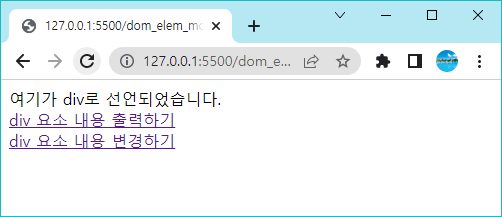 127.0.0.1:5500/dom_elem_mo
127.0.0.1:5500/dom_e...
여기가 div로 선언되었습니다.
div 요소 내용 출력하기
div 요소 내용 변경하기